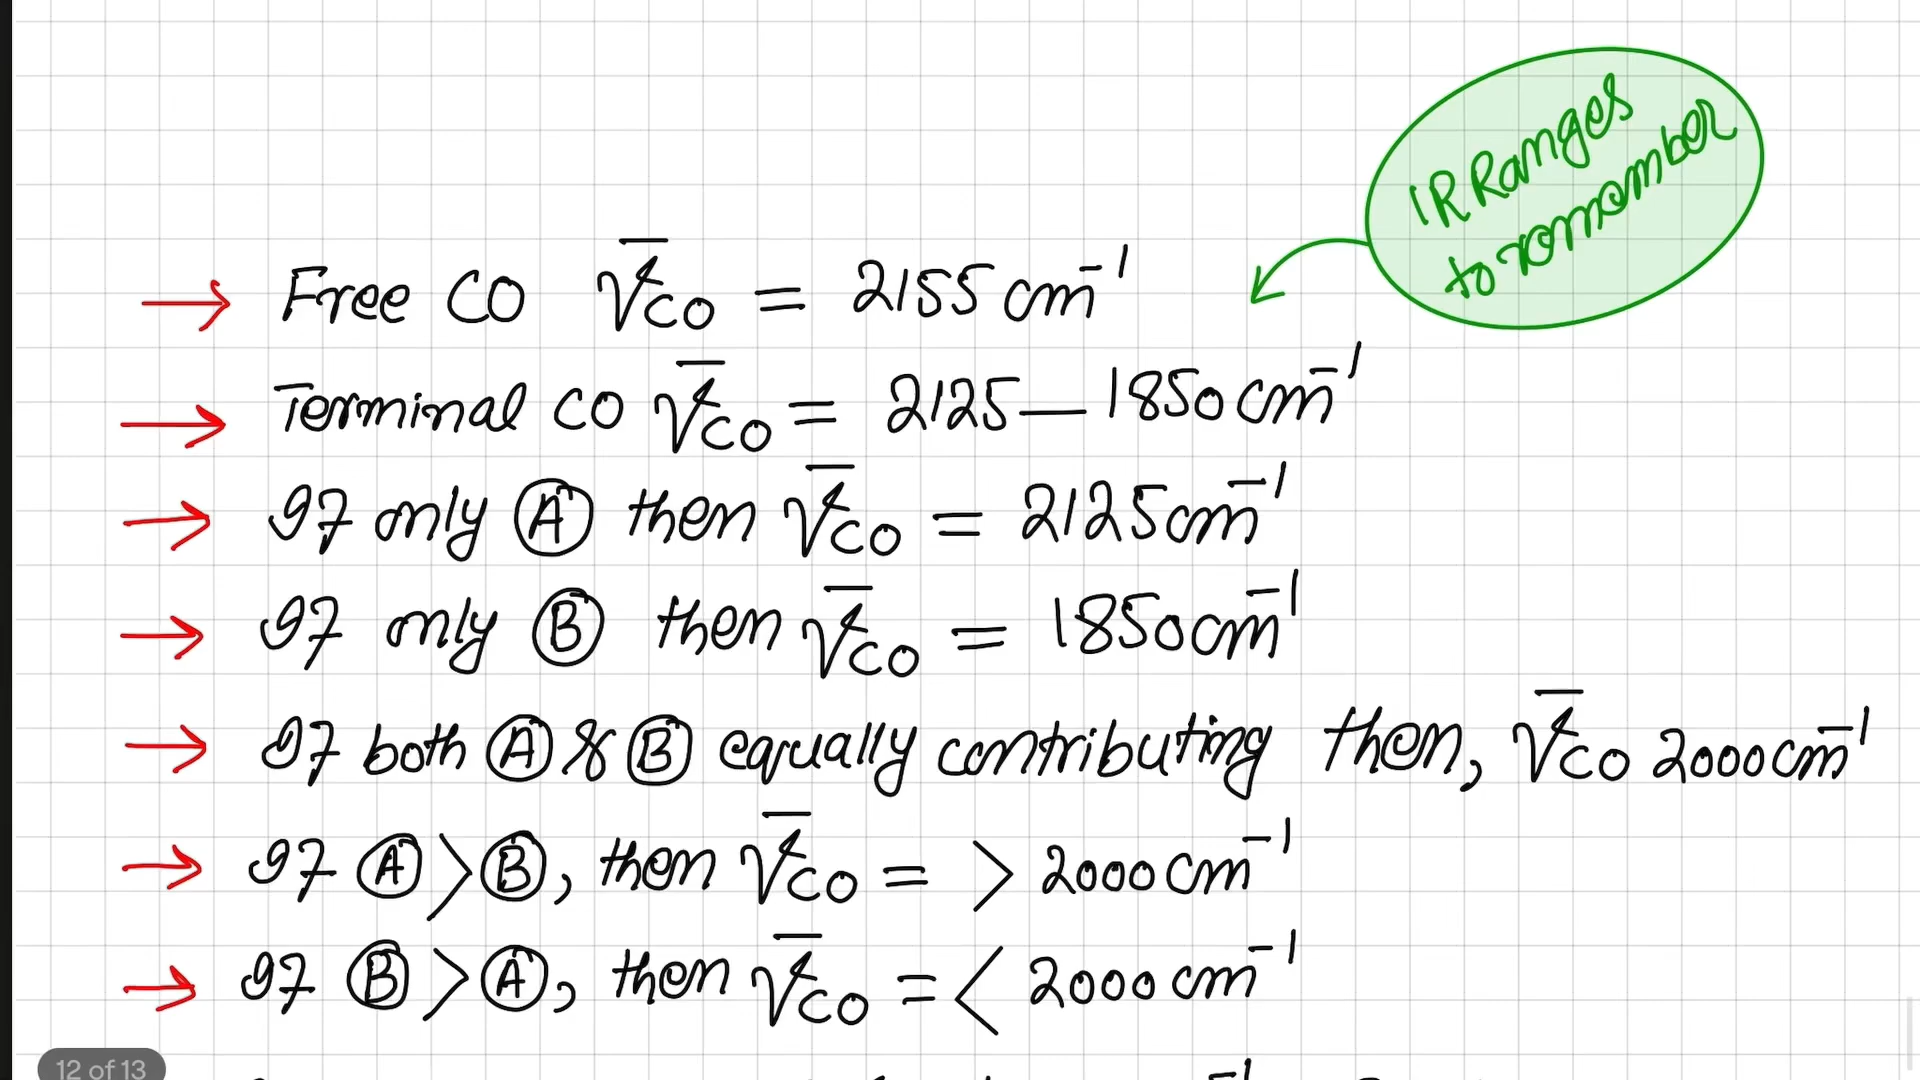 IR Ranges
to remember
→ Free CO ν̅CO = 2155 cm⁻¹
→ Terminal CO ν̅CO = 2125 — 1850 cm⁻¹
→ If only Ⓐ then ν̅CO = 2125 cm⁻¹
→ If only Ⓑ then ν̅CO = 1850 cm⁻¹
→ If both Ⓐ & Ⓑ equally contributing then, ν̅CO 2000 cm⁻¹
→ If Ⓐ > Ⓑ, then ν̅CO = > 2000 cm⁻¹
→ If Ⓑ > Ⓐ, then ν̅CO = < 2000 cm⁻¹
12 of 13